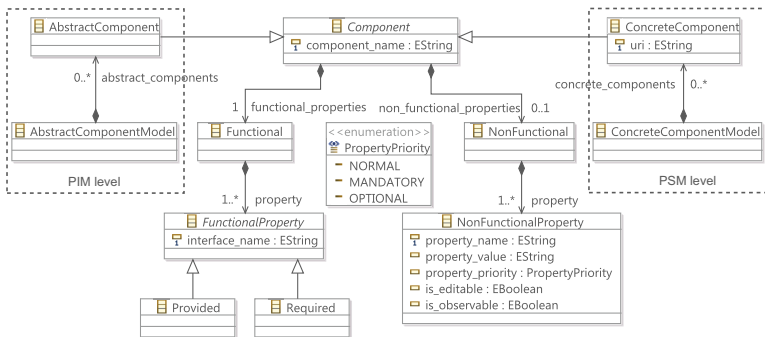 AbstractComponent
Component
component_name : EString
ConcreteComponent
uri : EString
0..*
abstract_components
concrete_components
0..*
1
functional_properties
non_functional_properties
0..1
AbstractComponentModel
Functional
<<enumeration>>
PropertyPriority
NORMAL
MANDATORY
OPTIONAL
NonFunctional
ConcreteComponentModel
PIM level
PSM level
1..*
property
1..*
property
FunctionalProperty
interface_name : EString
NonFunctionalProperty
property_name : EString
property_value : EString
property_priority : PropertyPriority
is_editable : EBoolean
is_observable : EBoolean
Provided
Required